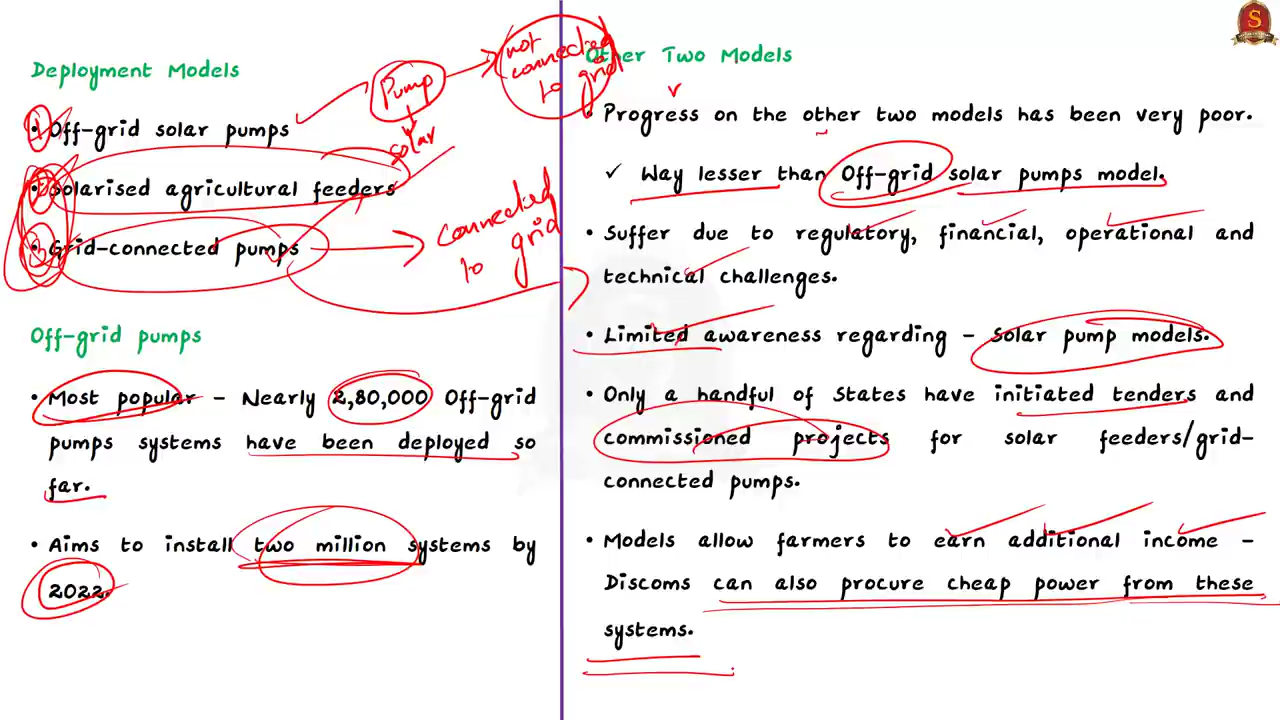 Deployment Models
• Off-grid solar pumps
• Solarised agricultural feeders
• Grid-connected pumps
Pump
solar
not
connected
to grid
connected
to grid
Off-grid pumps
• Most popular – Nearly 2,80,000 Off-grid
pumps systems have been deployed so
far.
• Aims to install two million systems by
2022.
Other Two Models
• Progress on the other two models has been very poor.
✓ Way lesser than Off-grid solar pumps model.
• Suffer due to regulatory, financial, operational and
technical challenges.
• Limited awareness regarding – Solar pump models.
• Only a handful of States have initiated tenders and
commissioned projects for solar feeders/grid-
connected pumps.
• Models allow farmers to earn additional income –
Discoms can also procure cheap power from these
systems.
S